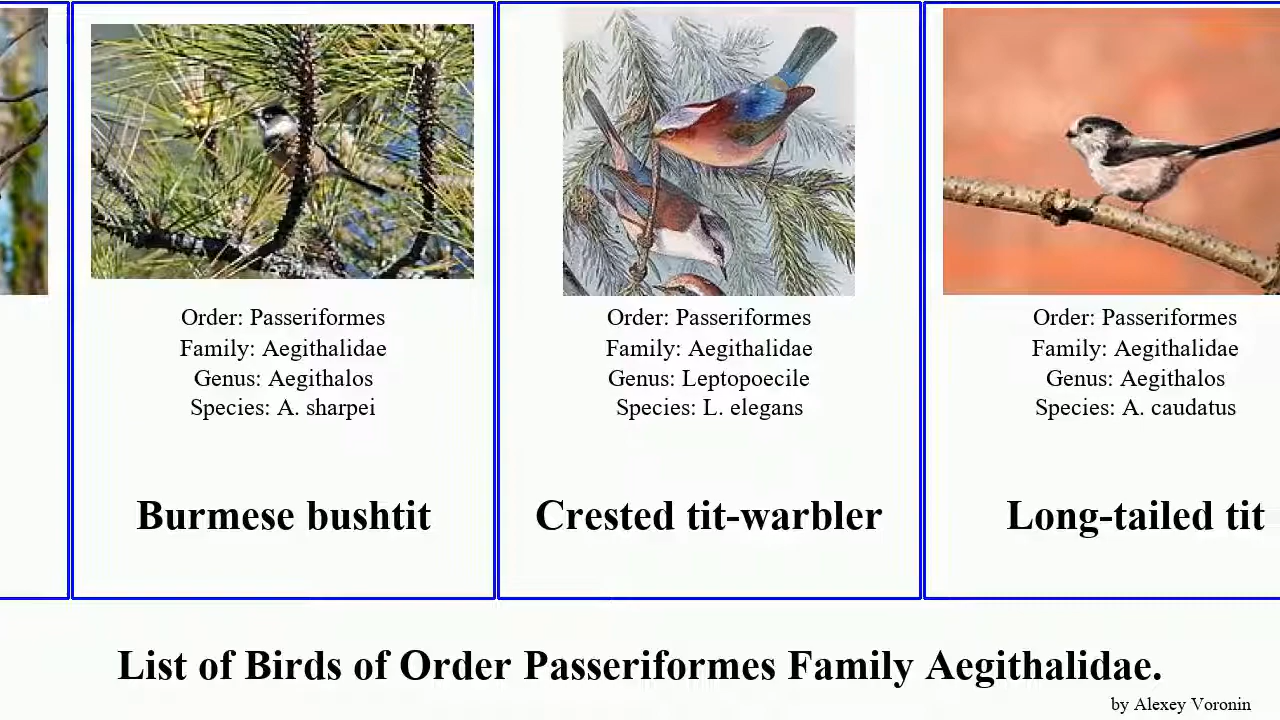 Order: Passeriformes
Family: Aegithalidae
Genus: Aegithalos
Species: A. sharpei
Burmese bushtit
Order: Passeriformes
Family: Aegithalidae
Genus: Leptopoecile
Species: L. elegans
Crested tit-warbler
Order: Passeriformes
Family: Aegithalidae
Genus: Aegithalos
Species: A. caudatus
Long-tailed tit
List of Birds of Order Passeriformes Family Aegithalidae.
by Alexey Voronin